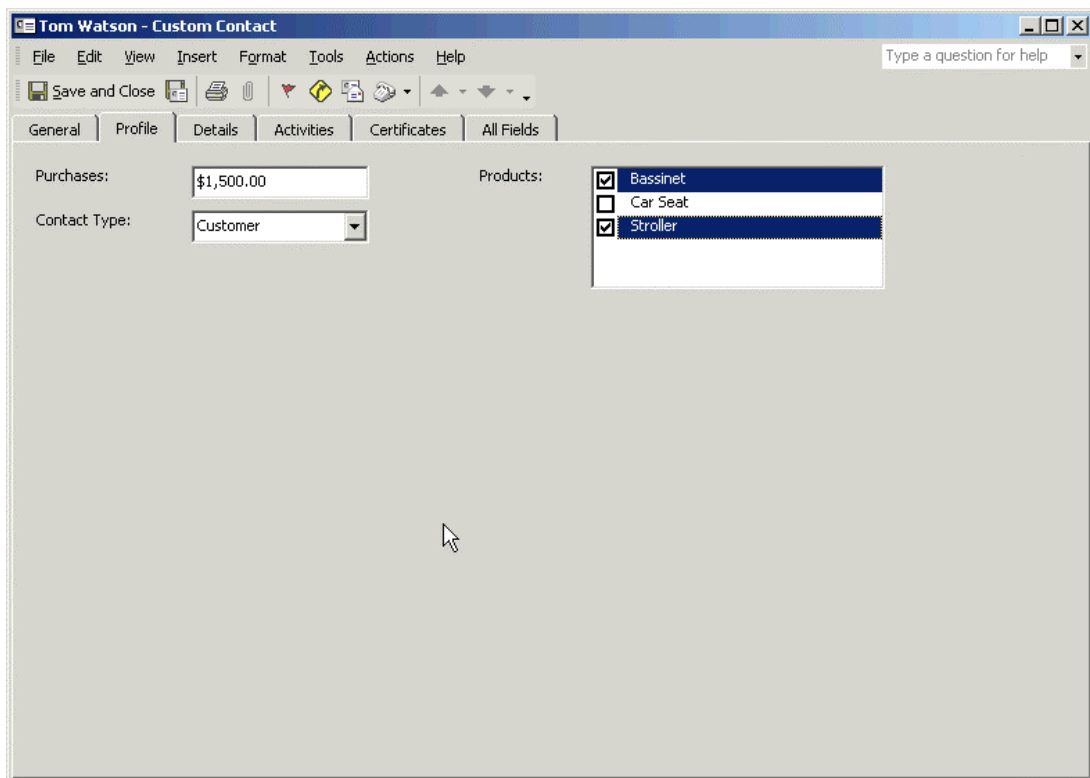 Tom Watson - Custom Contact
File Edit View Insert Format Tools Actions Help
Type a question for help
Save and Close
General Profile Details Activities Certificates All Fields
Purchases: $1,500.00
Contact Type: Customer
Products:
Bassinet
Car Seat
Stroller